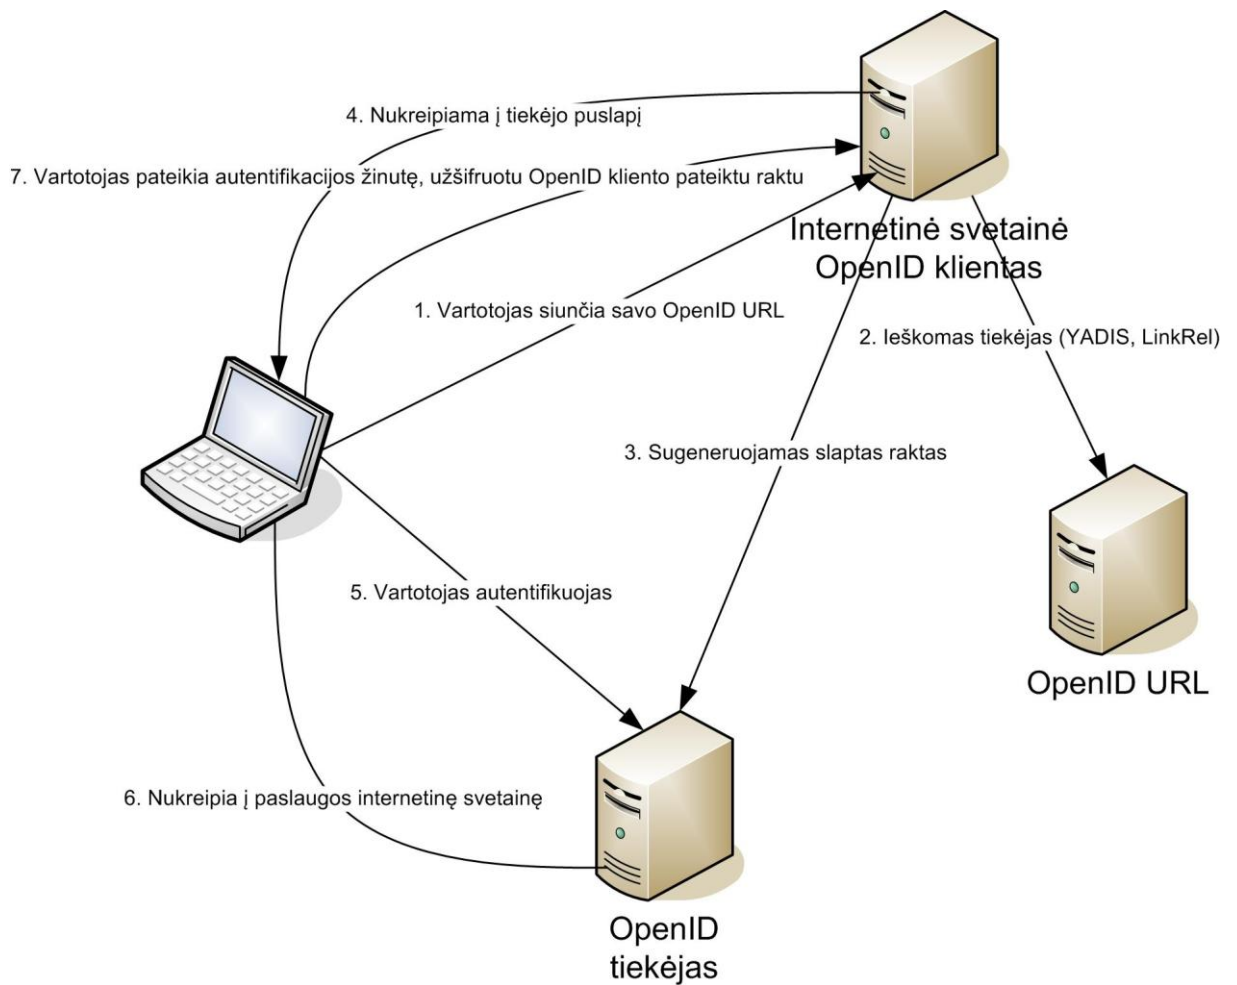 4. Nukreipiama į tiekėjo puslapį
7. Vartotojas pateikia autentifikacijos žinutę, užšifruotu OpenID kliento pateiktu raktu
Internetinė svetainė
OpenID klientas
1. Vartotojas siunčia savo OpenID URL
2. Ieškomas tiekėjas (YADIS, LinkRel)
3. Sugeneruojamas slaptas raktas
5. Vartotojas autentifikuojas
OpenID URL
6. Nukreipia į paslaugos internetinę svetainę
OpenID
tiekėjas